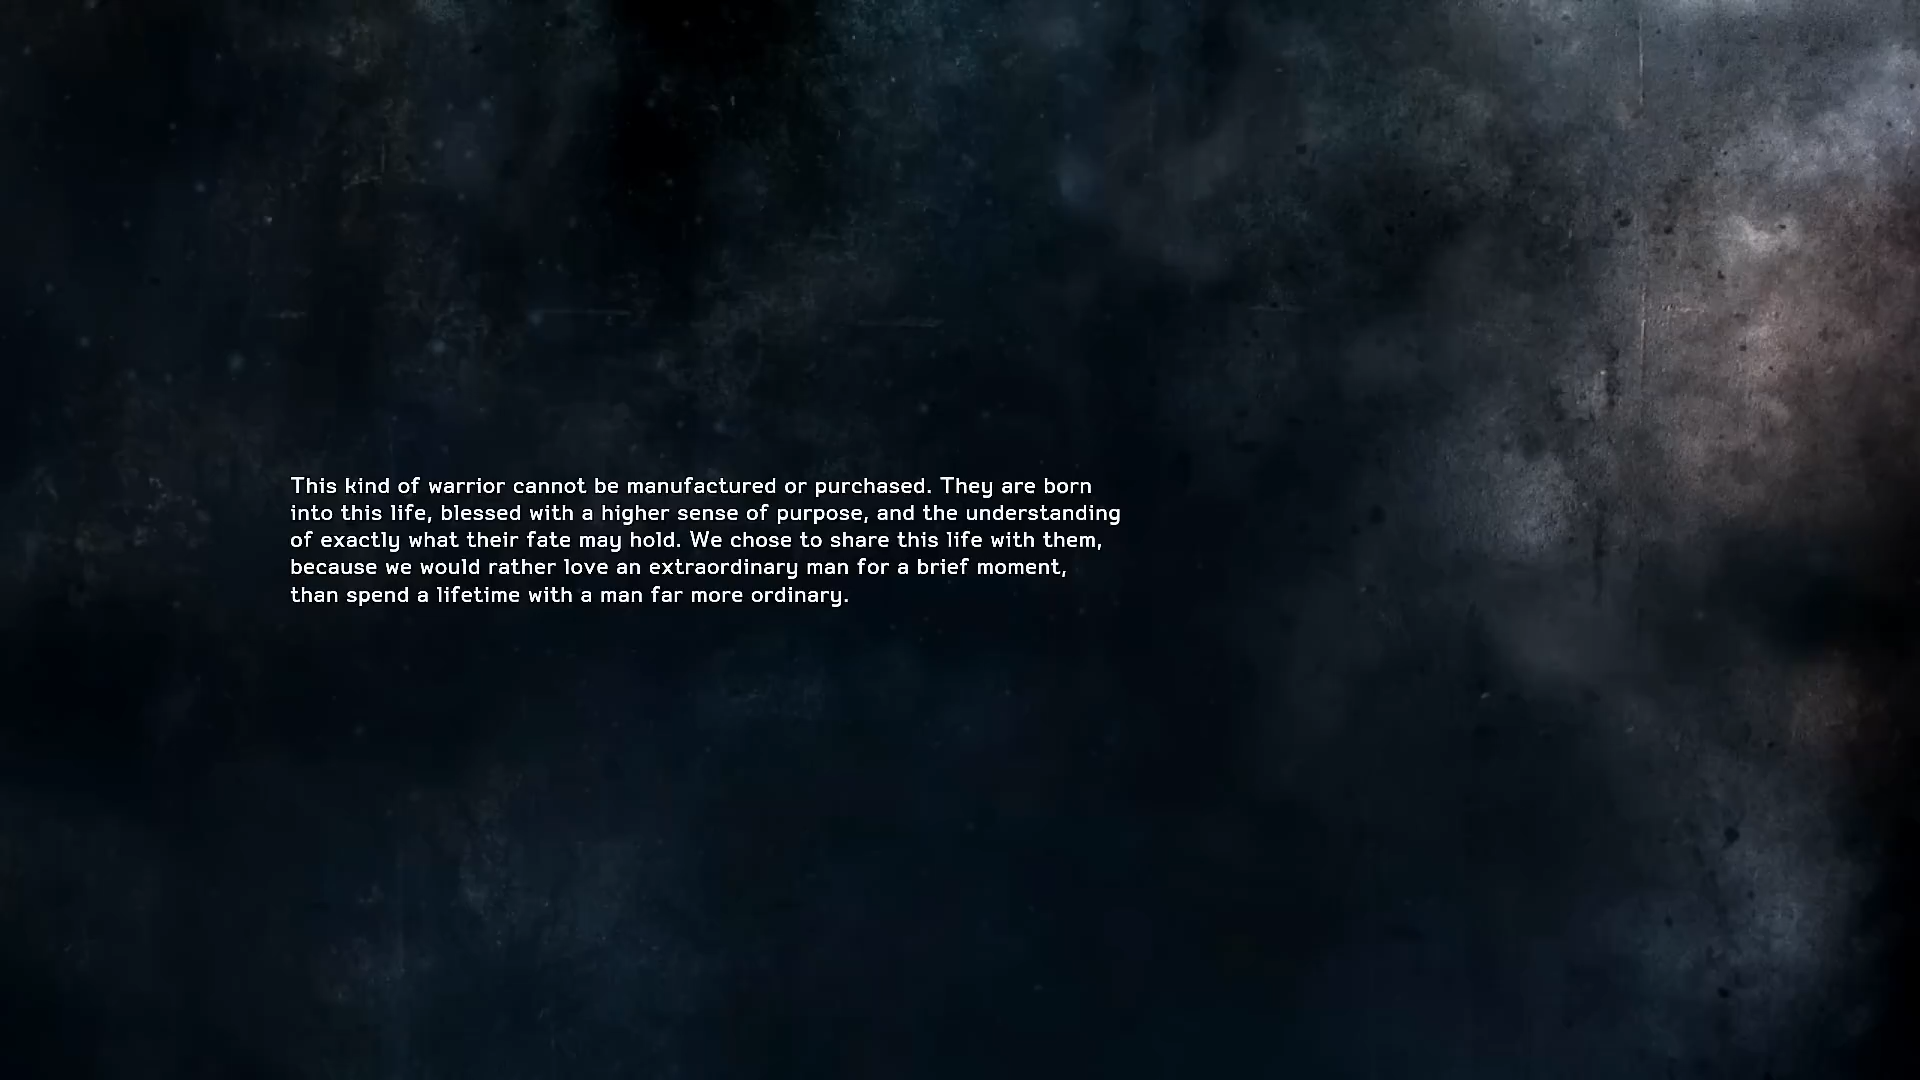 This kind of warrior cannot be manufactured or purchased. They are born
into this life, blessed with a higher sense of purpose, and the understanding
of exactly what their fate may hold. We chose to share this life with them,
because we would rather love an extraordinary man for a brief moment,
than spend a lifetime with a man far more ordinary.